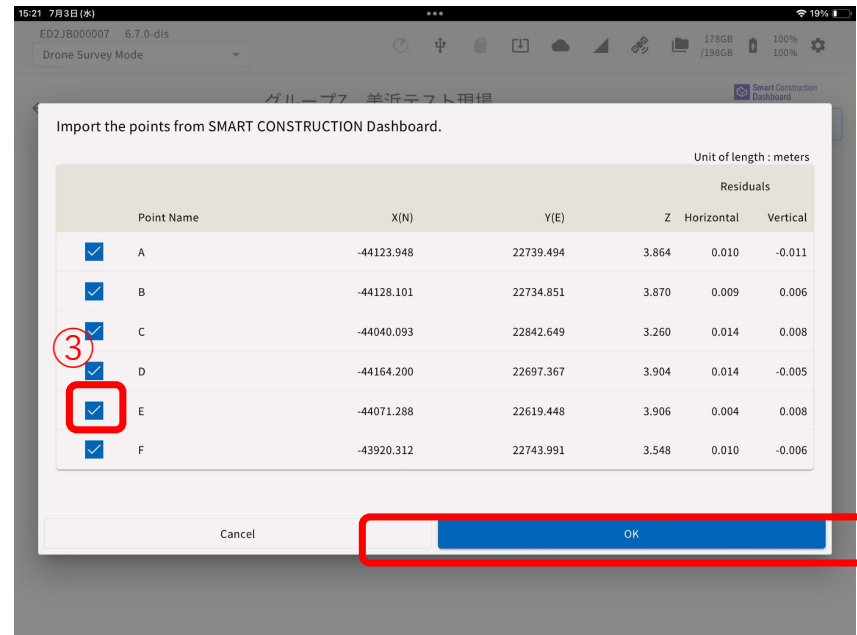 15:21 7月3日(水) 19%
ED2JB000007 6.7.0-dis
Drone Survey Mode
178GB
/198GB
100%
100%
グループ7 美浜テスト現場
Smart Construction
Dashboard
Import the points from SMART CONSTRUCTION Dashboard.
Unit of length : meters
Residuals
Point Name X(N) Y(E) Z Horizontal Vertical
A -44123.948 22739.494 3.864 0.010 -0.011
B -44128.101 22734.851 3.870 0.009 0.006
C -44040.093 22842.649 3.260 0.014 0.008
③
D -44164.200 22697.367 3.904 0.014 -0.005
E -44071.288 22619.448 3.906 0.004 0.008
F -43920.312 22743.991 3.548 0.010 -0.006
Cancel OK